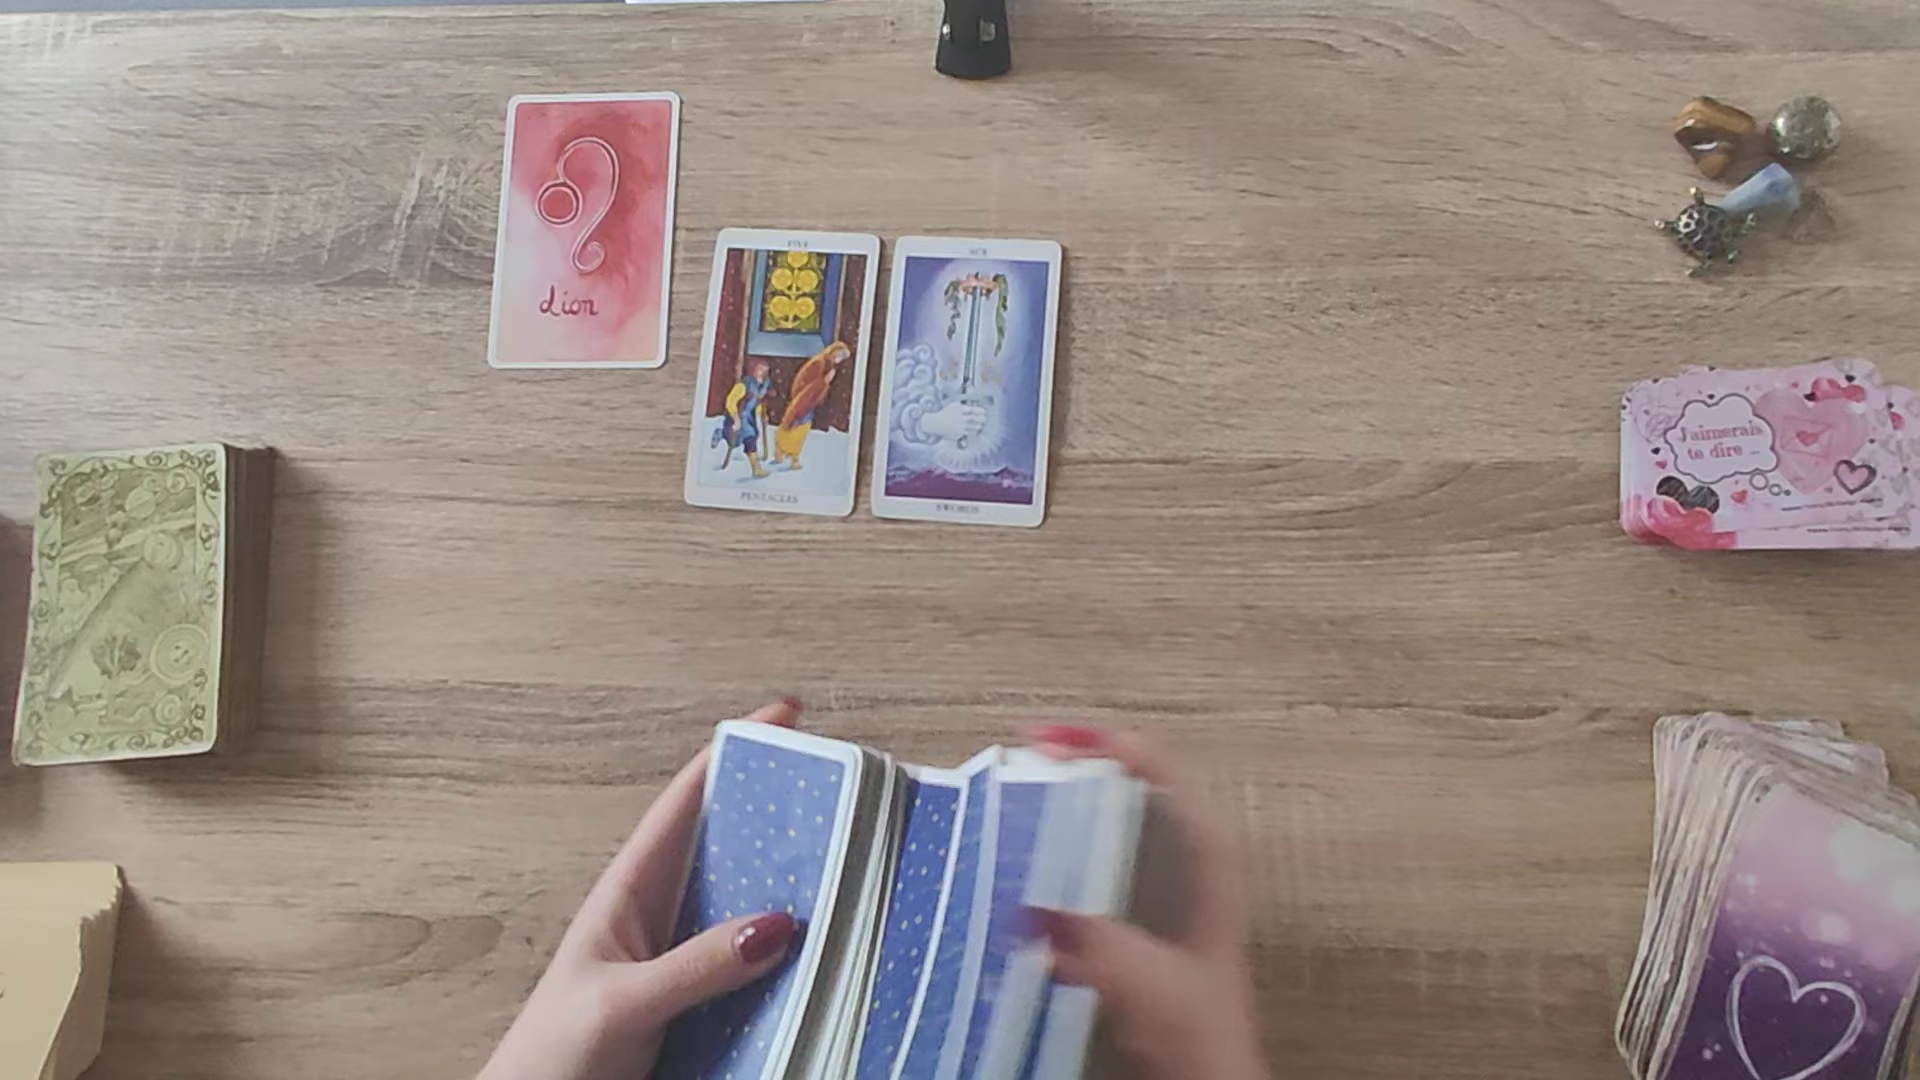 Lion
FIVE
PENTACLES
ACE
SWORDS
J'aimerais
te dire ...